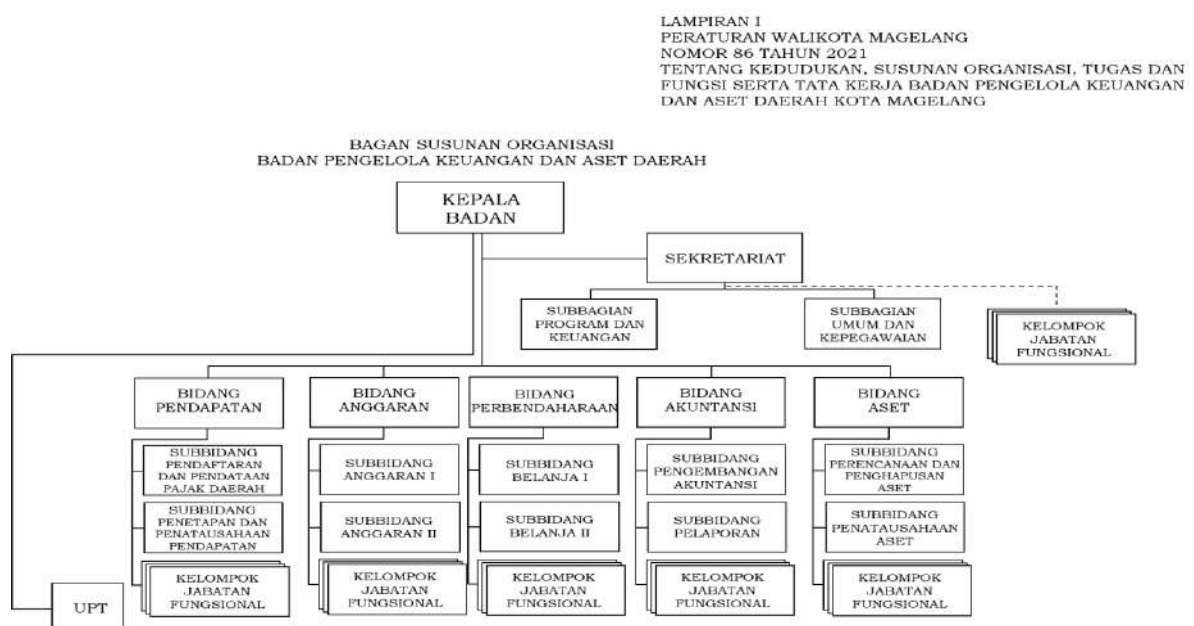 LAMPIRAN I
PERATURAN WALIKOTA MAGELANG
NOMOR 86 TAHUN 2021
TENTANG KEDUDUKAN, SUSUNAN ORGANISASI, TUGAS DAN
FUNGSI SERTA TATA KERJA BADAN PENGELOLA KEUANGAN
DAN ASET DAERAH KOTA MAGELANG
BAGAN SUSUNAN ORGANISASI
BADAN PENGELOLA KEUANGAN DAN ASET DAERAH
KEPALA
BADAN
SEKRETARIAT
SUBBAGIAN
PROGRAM DAN
KEUANGAN
SUBBAGIAN
UMUM DAN
KEPEGAWAIAN
KELOMPOK
JABATAN
FUNGSIONAL
BIDANG
PENDAPATAN
BIDANG
ANGGARAN
BIDANG
PERBENDAHARAAN
BIDANG
AKUNTANSI
BIDANG
ASET
SUBBIDANG
PENDAFTARAN
DAN PENDATAAN
PAJAK DAERAH
SUBBIDANG
ANGGARAN I
SUBBIDANG
BELANJA I
SUBBIDANG
PENGEMBANGAN
AKUNTANSI
SUBBIDANG
PERENCANAAN DAN
PENGHAPUSAN
ASET
SUBBIDANG
PENETAPAN DAN
PENATAUSAHAAN
PENDAPATAN
SUBBIDANG
ANGGARAN II
SUBBIDANG
BELANJA II
SUBBIDANG
PELAPORAN
SUBBIDANG
PENATAUSAHAAN
ASET
KELOMPOK
JABATAN
FUNGSIONAL
KELOMPOK
JABATAN
FUNGSIONAL
KELOMPOK
JABATAN
FUNGSIONAL
KELOMPOK
JABATAN
FUNGSIONAL
KELOMPOK
JABATAN
FUNGSIONAL
UPT